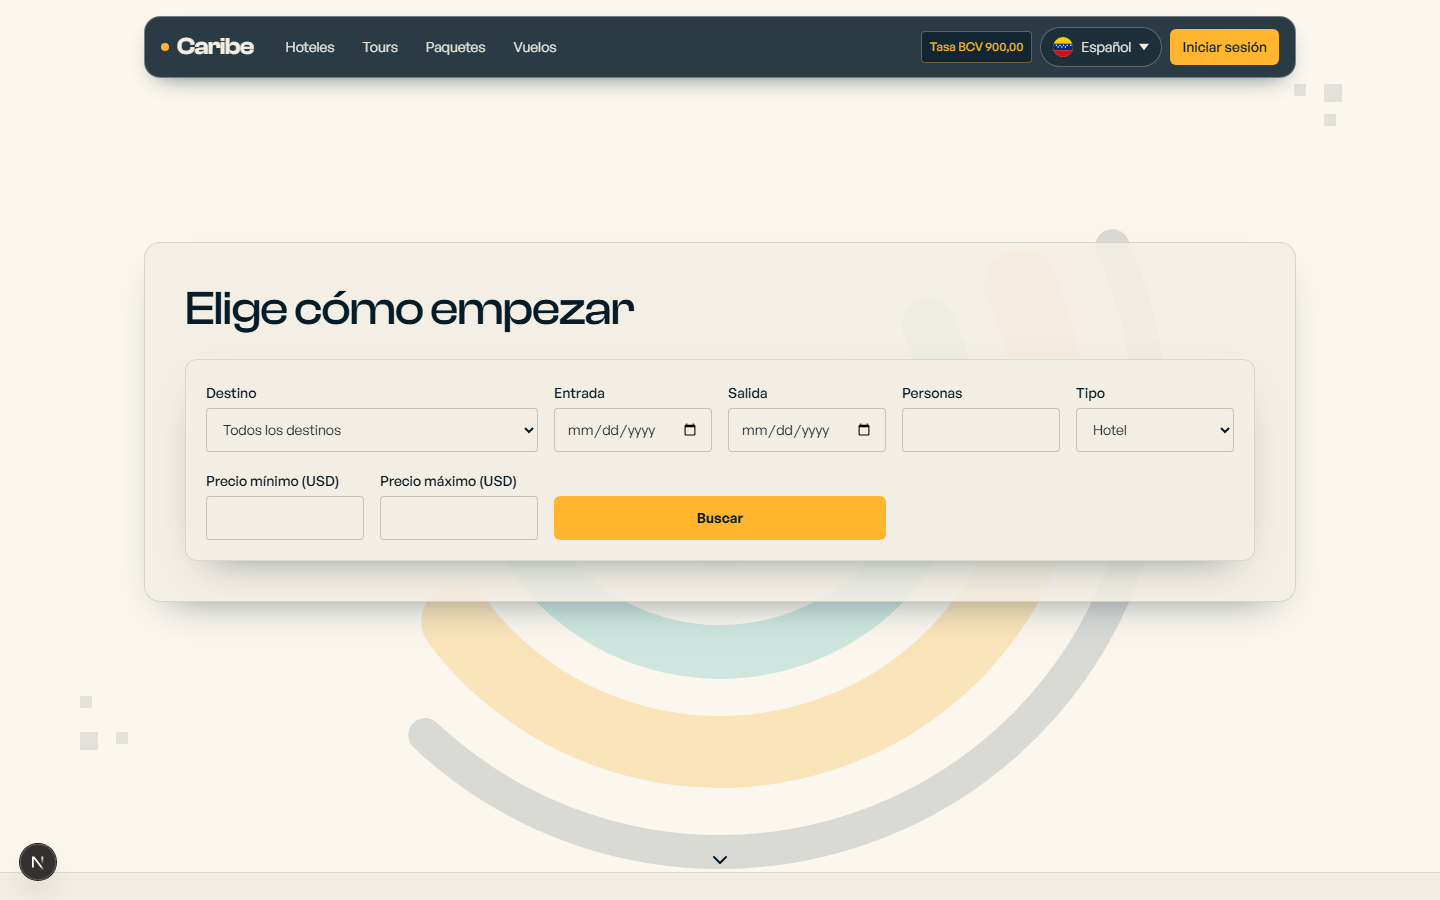 Caribe Hoteles Tours Paquetes Vuelos Tasa BCV 900,00 Español Iniciar sesión
Elige cómo empezar
Destino Entrada Salida Personas Tipo
Todos los destinos mm/dd/yyyy mm/dd/yyyy Hotel
Precio mínimo (USD) Precio máximo (USD)
Buscar
N